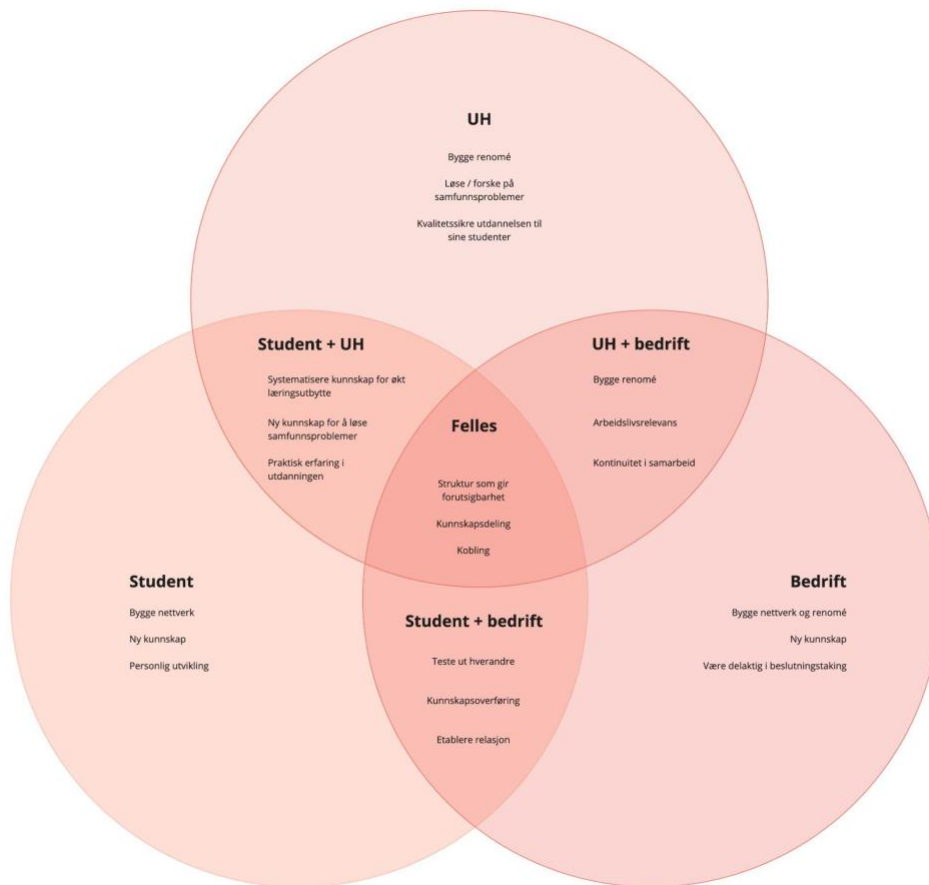 UH
Bygge renomé
Løse / forske på
samfunnsproblemer
Kvalitetssikre utdannelsen til
sine studenter
Student + UH
Systematisere kunnskap for økt
læringsutbytte
Ny kunnskap for å løse
samfunnsproblemer
Praktisk erfaring i
utdanningen
UH + bedrift
Bygge renomé
Arbeidslivsrelevans
Kontinuitet i samarbeid
Felles
Struktur som gir
forutsigbarhet
Kunnskapsdeling
Kobling
Student
Bygge nettverk
Ny kunnskap
Personlig utvikling
Student + bedrift
Teste ut hverandre
Kunnskapsoverføring
Etablere relasjon
Bedrift
Bygge nettverk og renomé
Ny kunnskap
Være delaktig i beslutningstaking